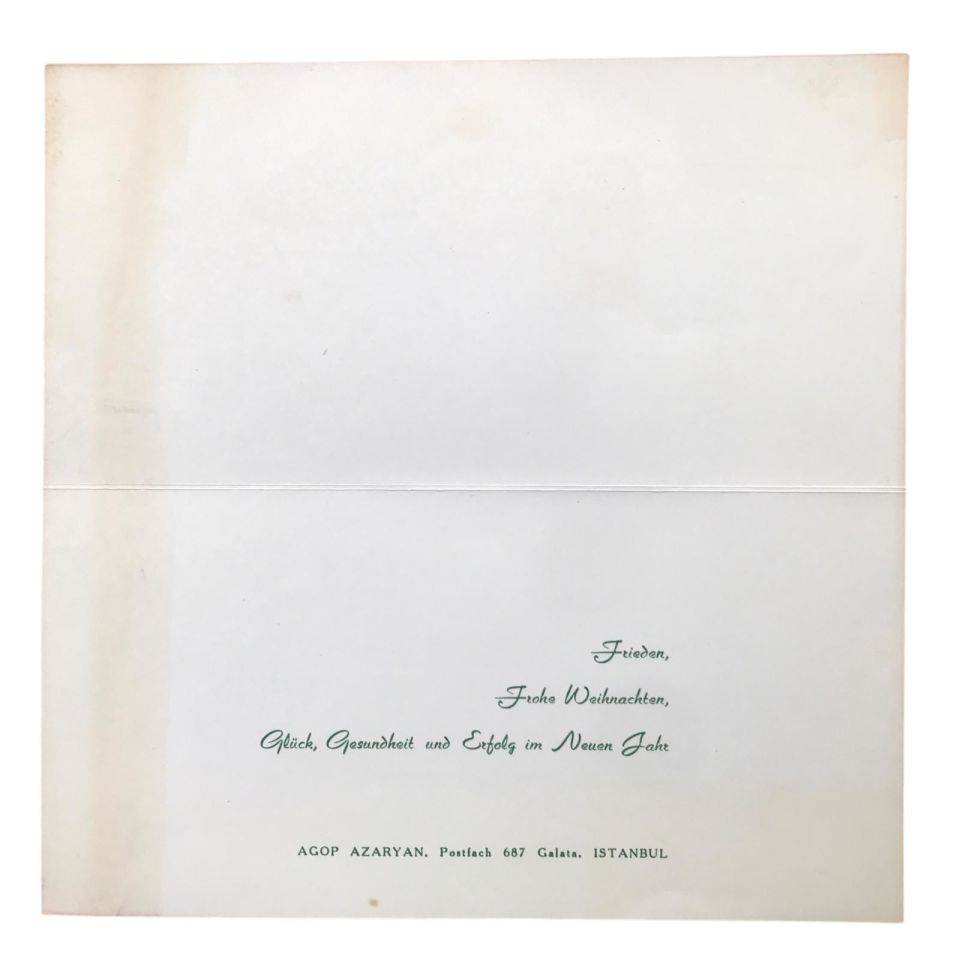 Frieden,
Frohe Weihnachten,
Glück, Gesundheit und Erfolg im Neuen Jahr
AGOP AZARYAN, Postfach 687 Galata, ISTANBUL